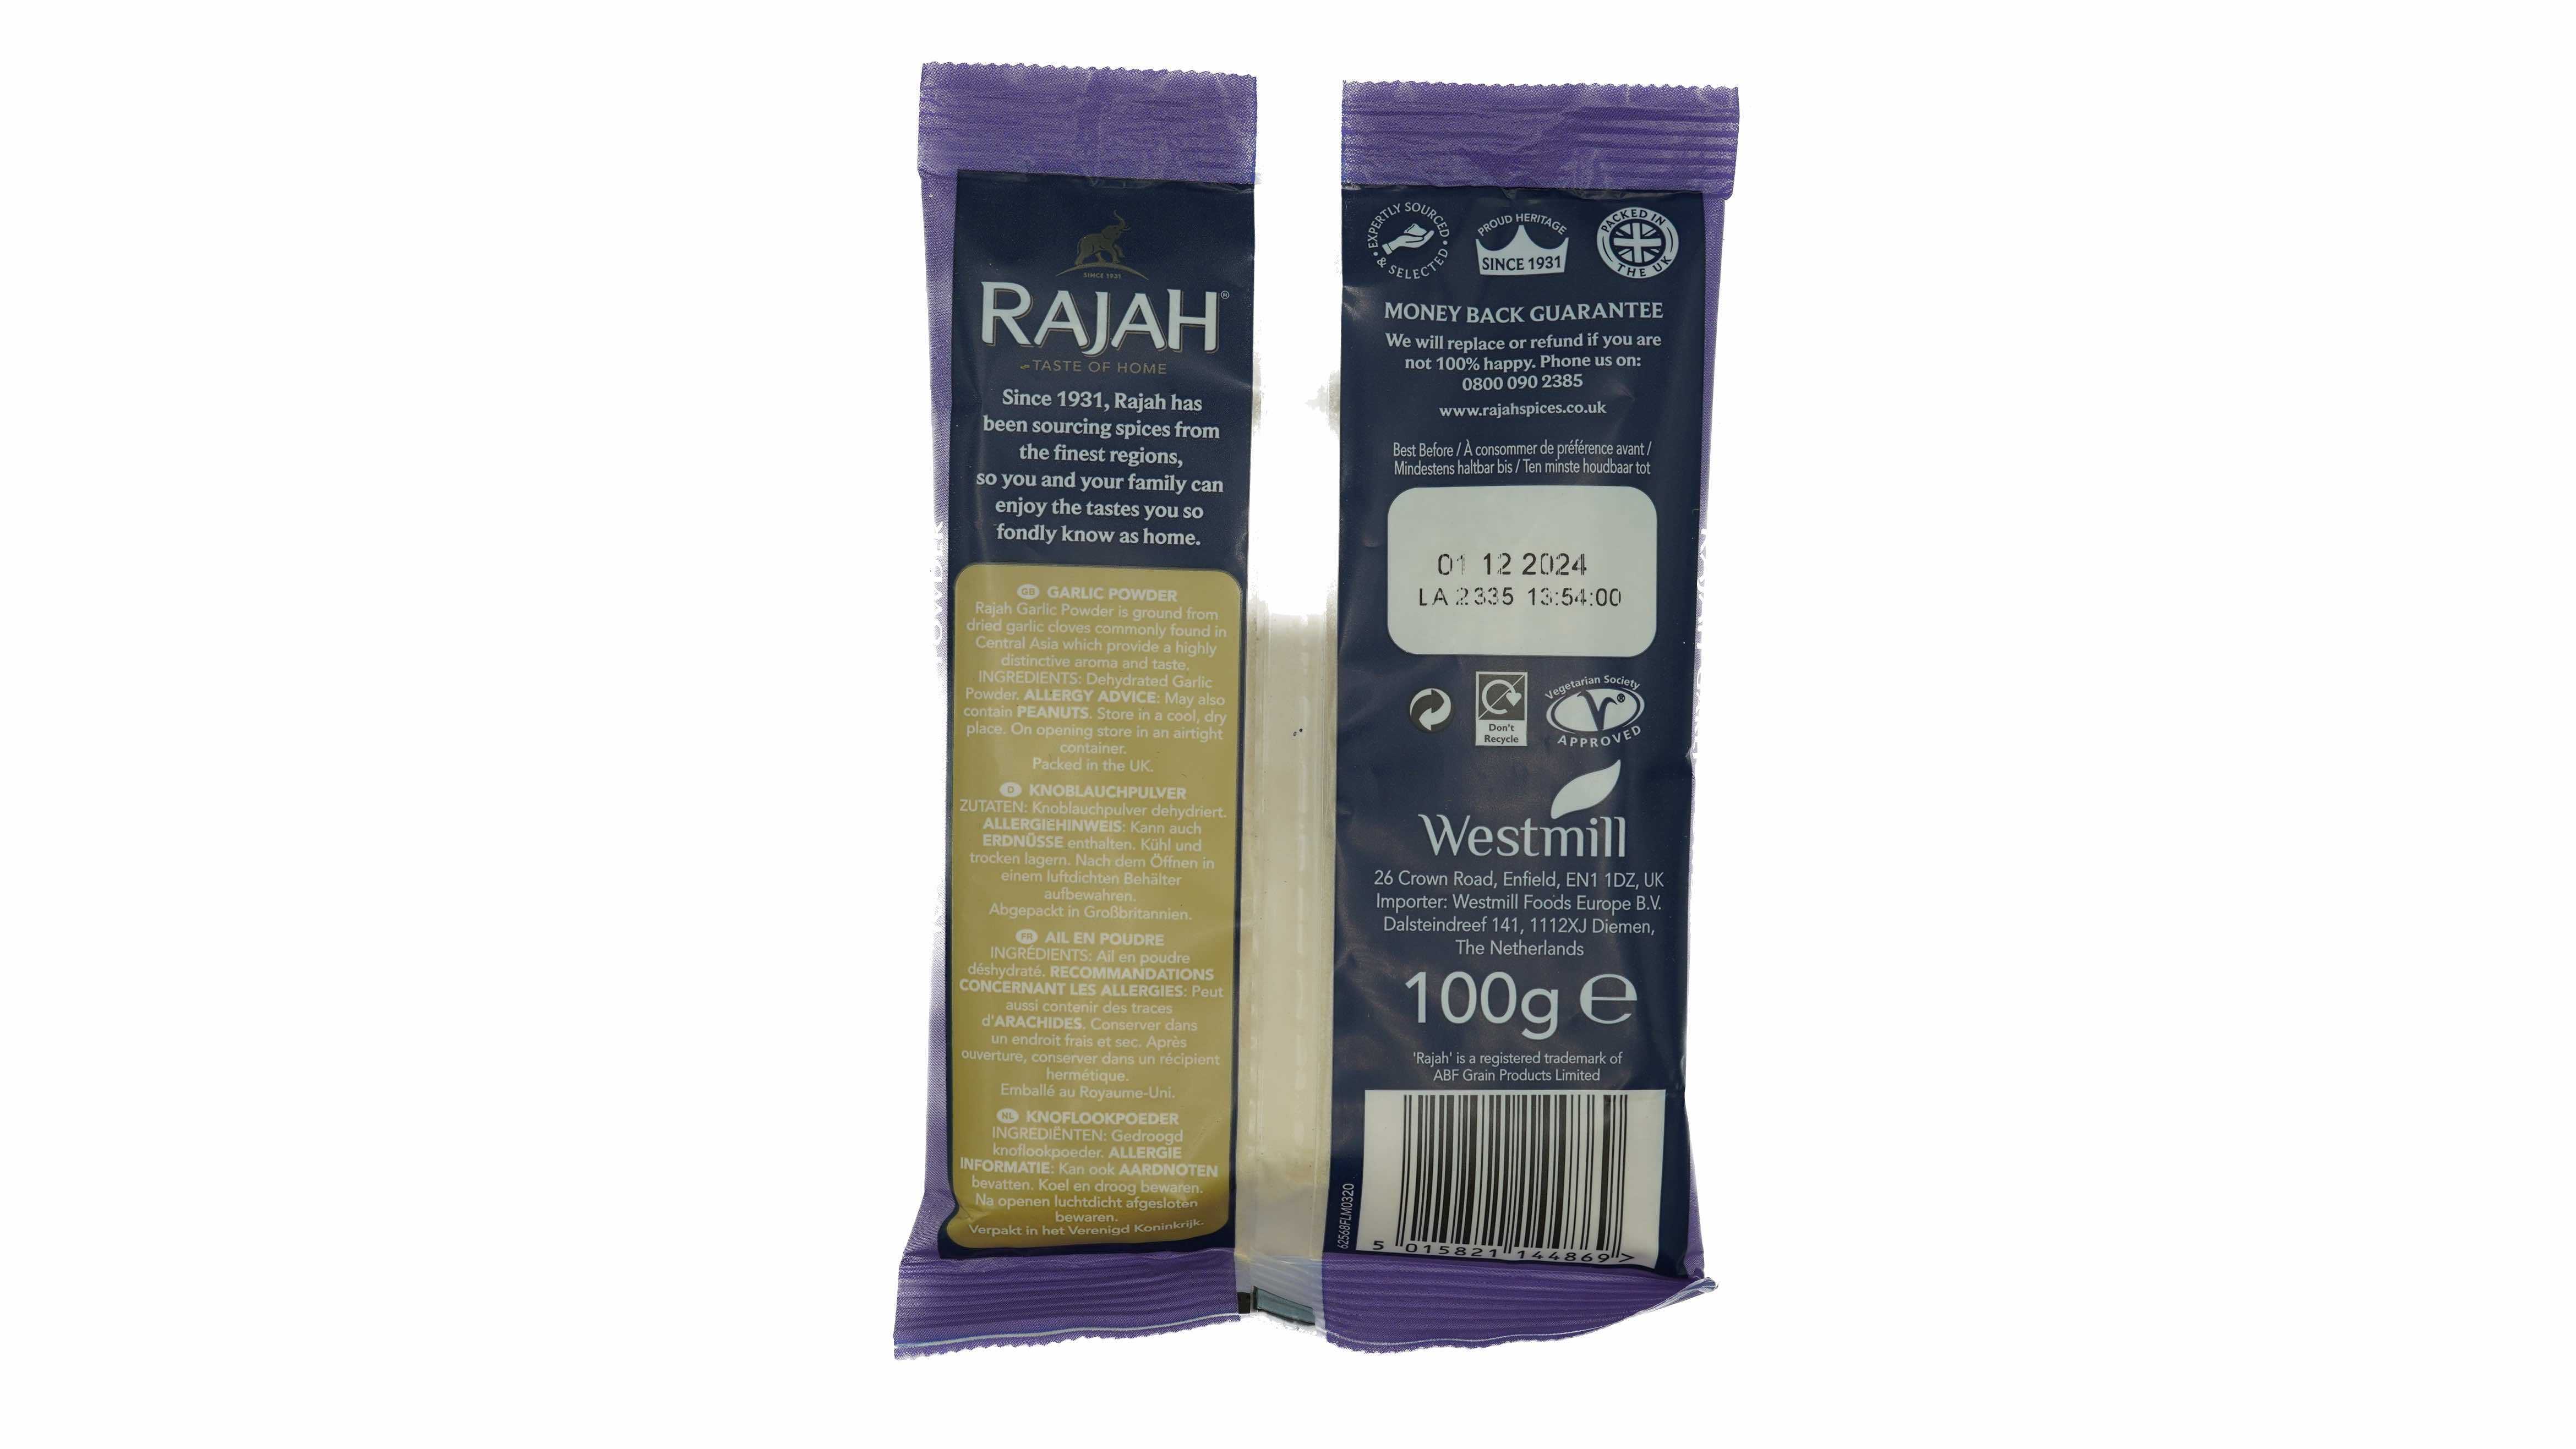 SINCE 1931
RAJAH®
TASTE OF HOME
Since 1931, Rajah has
been sourcing spices from
the finest regions,
so you and your family can
enjoy the tastes you so
fondly know as home.
GB GARLIC POWDER
Rajah Garlic Powder is ground from
dried garlic cloves commonly found in
Central Asia which provide a highly
distinctive aroma and taste.
INGREDIENTS: Dehydrated Garlic
Powder. ALLERGY ADVICE: May also
contain PEANUTS. Store in a cool, dry
place. On opening store in an airtight
container.
Packed in the UK.
D KNOBLAUCHPULVER
ZUTATEN: Knoblauchpulver dehydriert.
ALLERGIEHINWEIS: Kann auch
ERDNÜSSE enthalten. Kühl und
trocken lagern. Nach dem Öffnen in
einem luftdichten Behälter
aufbewahren.
Abgepackt in Großbritannien.
FR AIL EN POUDRE
INGRÉDIENTS: Ail en poudre
déshydraté. RECOMMANDATIONS
CONCERNANT LES ALLERGIES: Peut
aussi contenir des traces
d'ARACHIDES. Conserver dans
un endroit frais et sec. Après
ouverture, conserver dans un récipient
hermétique.
Emballé au Royaume-Uni.
NL KNOFLOOKPOEDER
INGREDIËNTEN: Gedroogd
knoflookpoeder. ALLERGIE
INFORMATIE: Kan ook AARDNOTEN
bevatten. Koel en droog bewaren.
Na openen luchtdicht afgesloten
bewaren.
Verpakt in het Verenigd Koninkrijk.
EXPERTLY SOURCED & SELECTED
PROUD HERITAGE
SINCE 1931
PACKED IN THE UK
MONEY BACK GUARANTEE
We will replace or refund if you are
not 100% happy. Phone us on:
0800 090 2385
www.rajahspices.co.uk
Best Before / À consommer de préférence avant /
Mindestens haltbar bis / Ten minste houdbaar tot
01 12 2024
LA 2335 13:54:00
Don't
Recycle
Vegetarian Society
V®
APPROVED
Westmill
26 Crown Road, Enfield, EN1 1DZ, UK
Importer: Westmill Foods Europe B.V.
Dalsteindreef 141, 1112XJ Diemen,
The Netherlands
100g e
'Rajah' is a registered trademark of
ABF Grain Products Limited
62568FLM0320
5 015821 144869 >